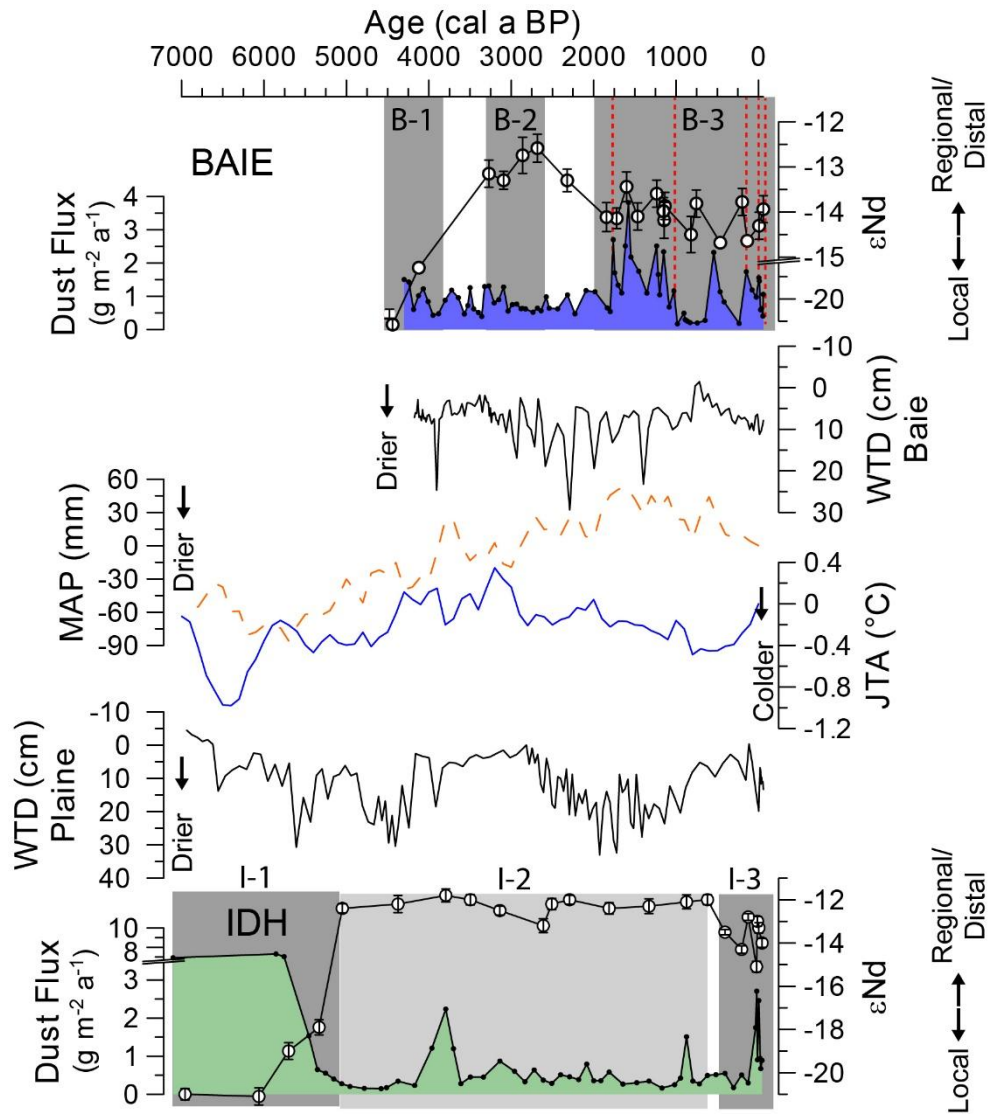 Age (cal a BP)
7000 6000 5000 4000 3000 2000 1000 0
B-1 B-2 B-3
BAIE
Dust Flux
(g m⁻² a⁻¹)
4
3
2
1
0
-12
-13
-14
-15
-20
εNd
Local
Regional/
Distal
Drier
-10
0
10
20
30
WTD (cm)
Baie
MAP (mm)
60
30
0
-30
-60
-90
Drier
0.4
0
-0.4
-0.8
-1.2
JTA (°C)
Colder
WTD (cm)
Plaine
-10
0
10
20
30
40
Drier
I-1 I-2 I-3
IDH
Dust Flux
(g m⁻² a⁻¹)
10
8
3
2
1
0
-12
-14
-16
-18
-20
εNd
Local
Regional/
Distal